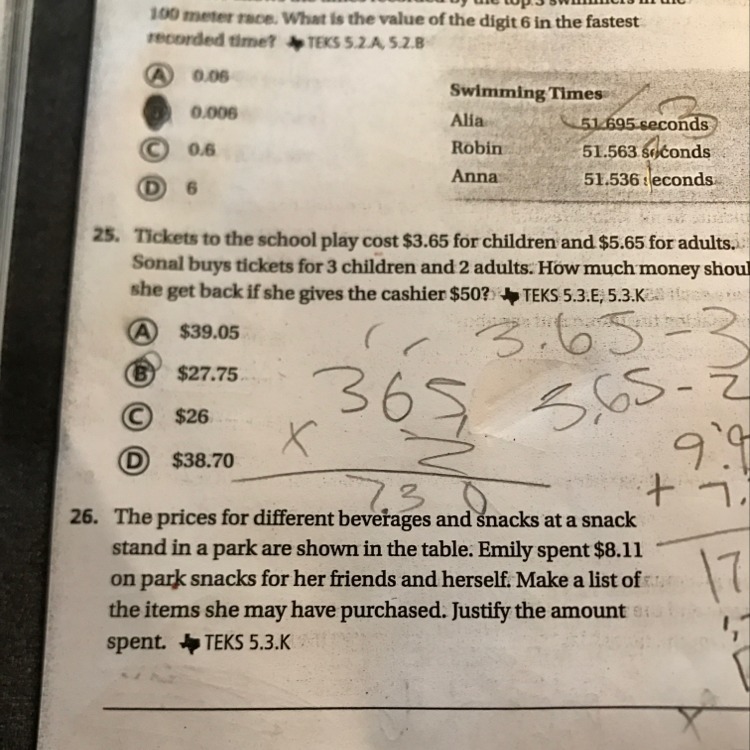 100 meter race. What is the value of the digit 6 in the fastest
recorded time? TEKS 5.2.A, 5.2.B
A 0.06
0.006
C 0.6
D 6
Swimming Times
Alia 51.695 seconds
Robin 51.563 seconds
Anna 51.536 seconds
25. Tickets to the school play cost $3.65 for children and $5.65 for adults.
Sonal buys tickets for 3 children and 2 adults. How much money
she get back if she gives the cashier $50? TEKS 5.3.E, 5.3.K
A $39.05
B $27.75
C $26
D $38.70
3.65-3
3,65-2
365
x 2
730
+ 7.
17
26. The prices for different beverages and snacks at a snack
stand in a park are shown in the table. Emily spent $8.11
on park snacks for her friends and herself. Make a list of
the items she may have purchased. Justify the amount
spent. TEKS 5.3.K